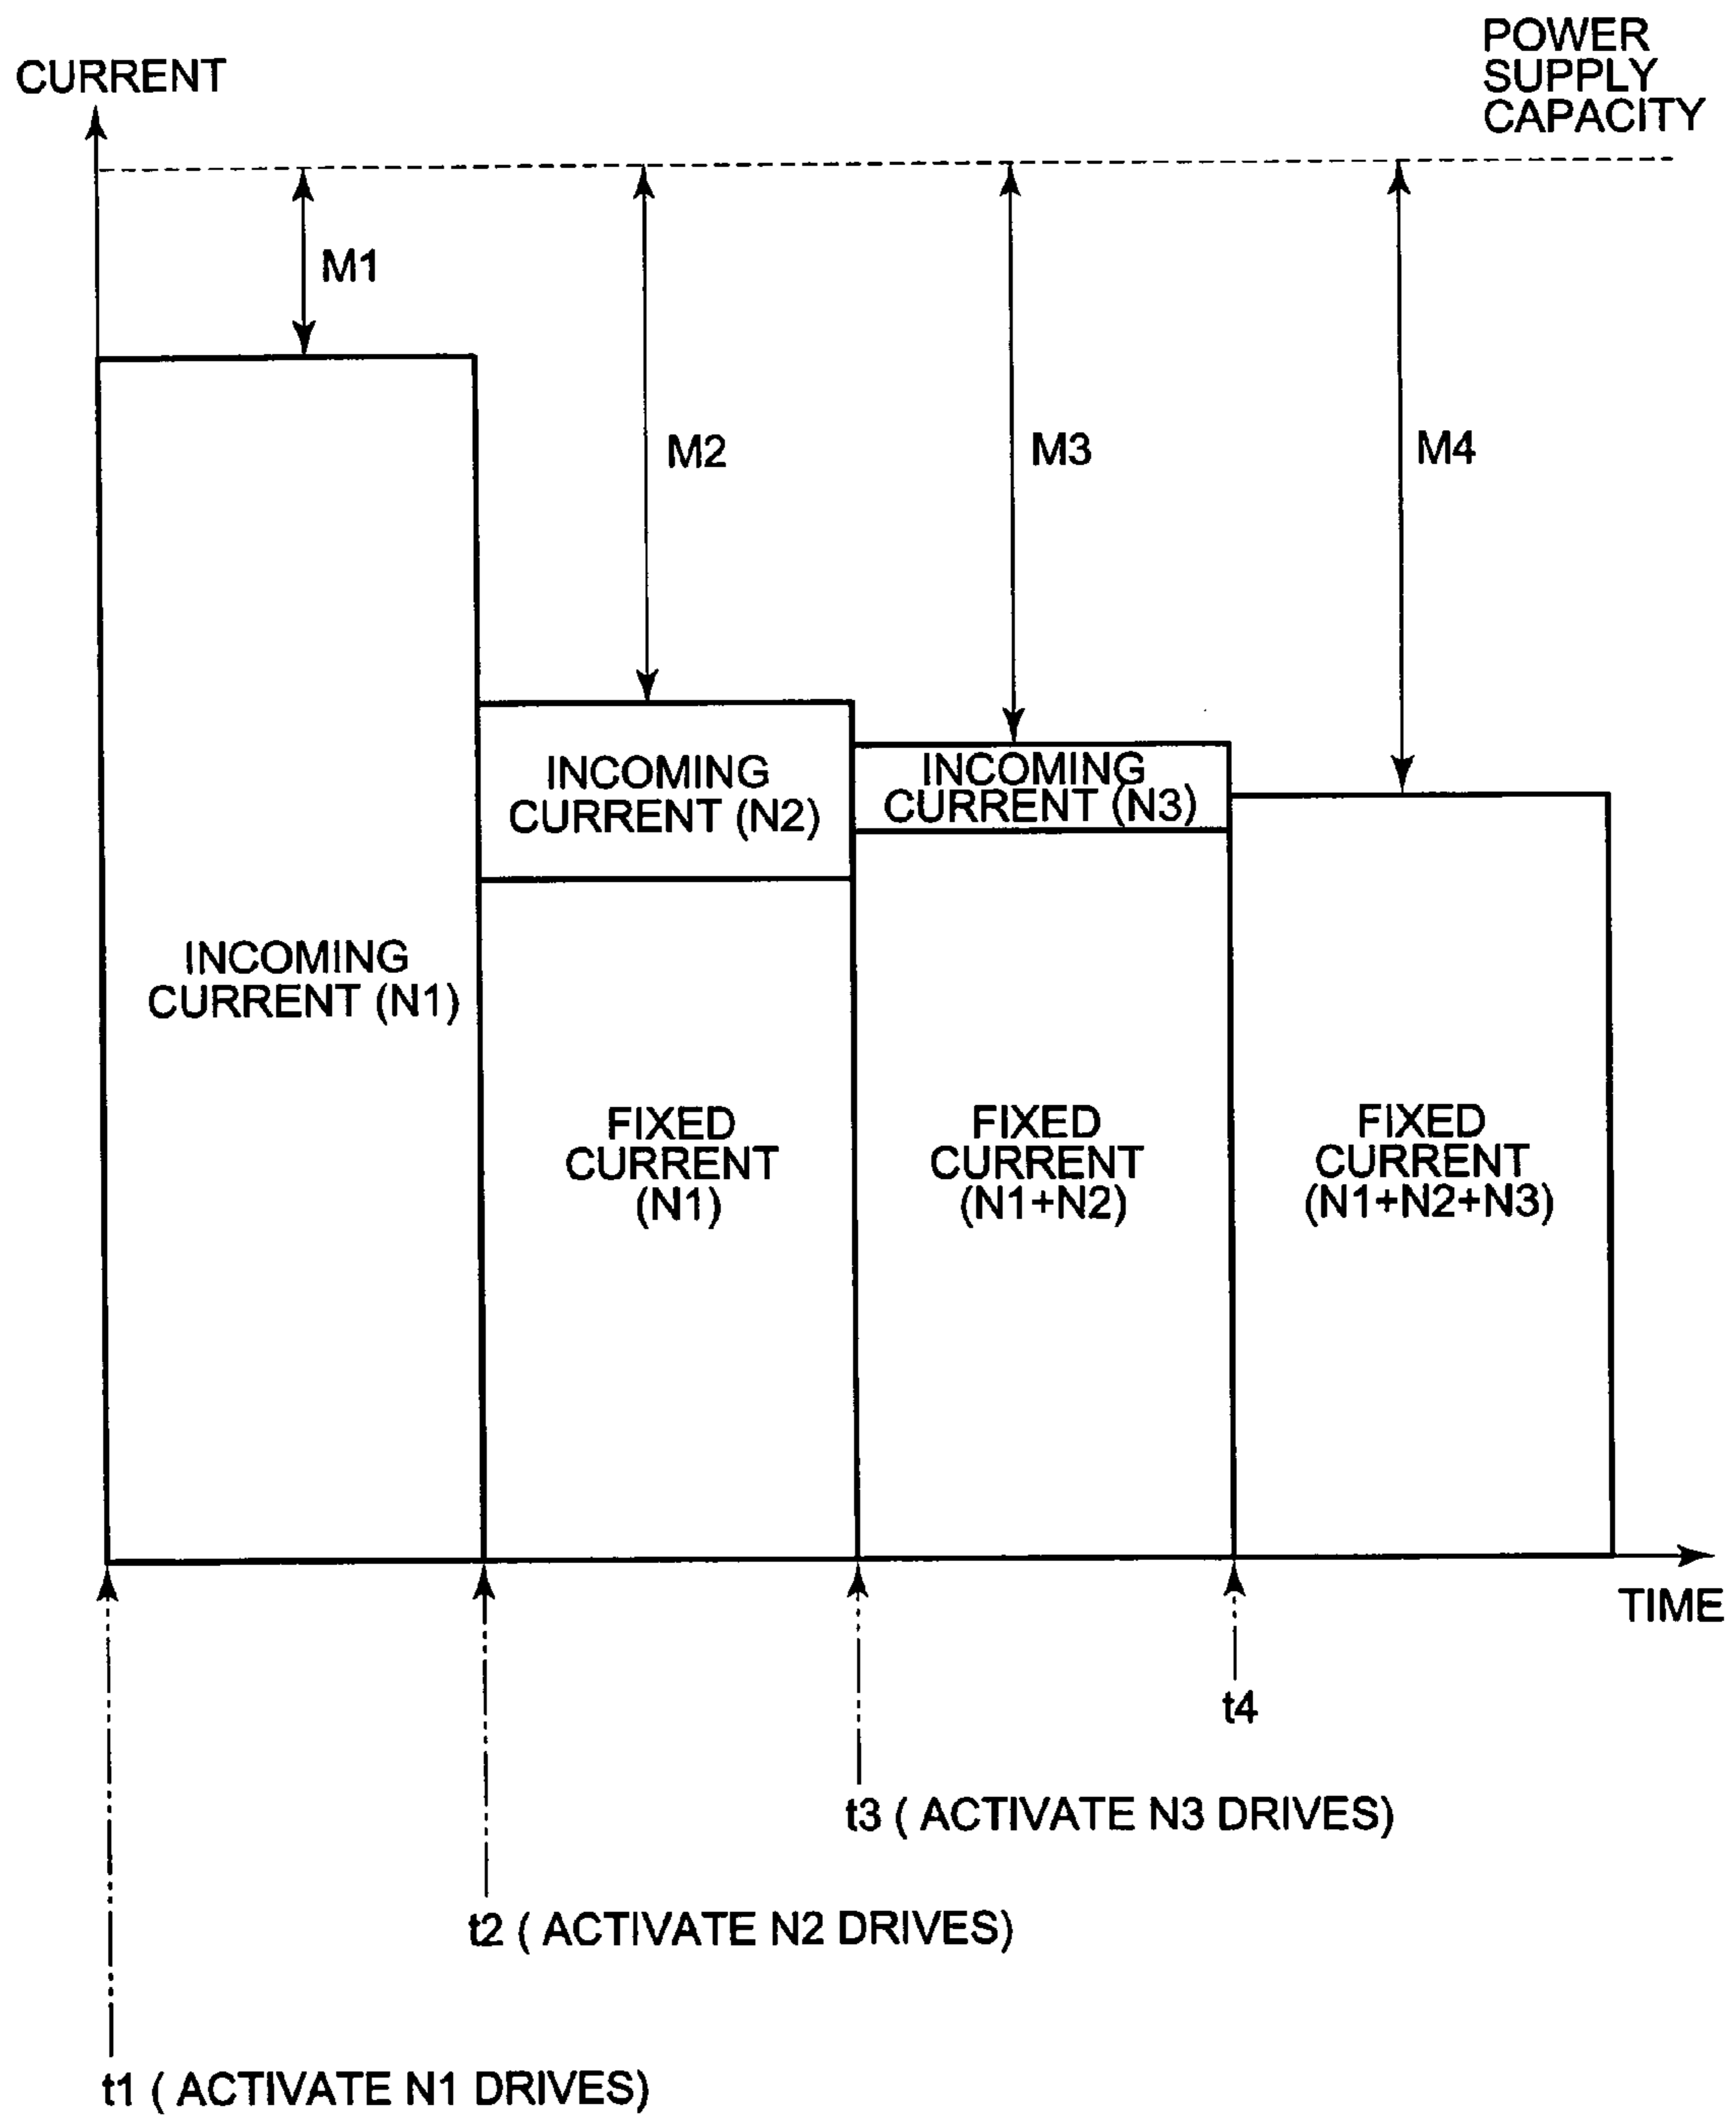 POWER
SUPPLY
CAPACITY
CURRENT
M1
M2
M3
M4
INCOMING
CURRENT (N1)
INCOMING
CURRENT (N2)
INCOMING
CURRENT (N3)
FIXED
CURRENT
(N1)
FIXED
CURRENT
(N1+N2)
FIXED
CURRENT
(N1+N2+N3)
TIME
t4
t3 ( ACTIVATE N3 DRIVES)
t2 ( ACTIVATE N2 DRIVES)
t1 ( ACTIVATE N1 DRIVES)